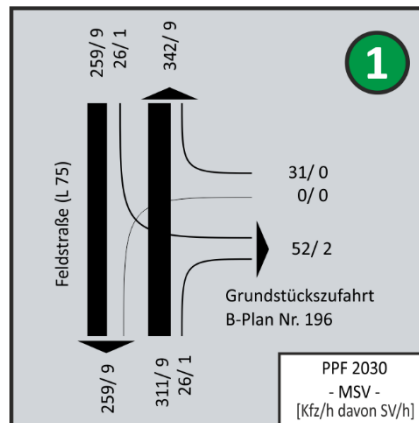 259/ 9
26/ 1
342/ 9
1
Feldstraße (L 75)
31/ 0
0/ 0
52/ 2
Grundstückszufahrt
B-Plan Nr. 196
259/ 9
311/ 9
26/ 1
PPF 2030
- MSV -
[Kfz/h davon SV/h]